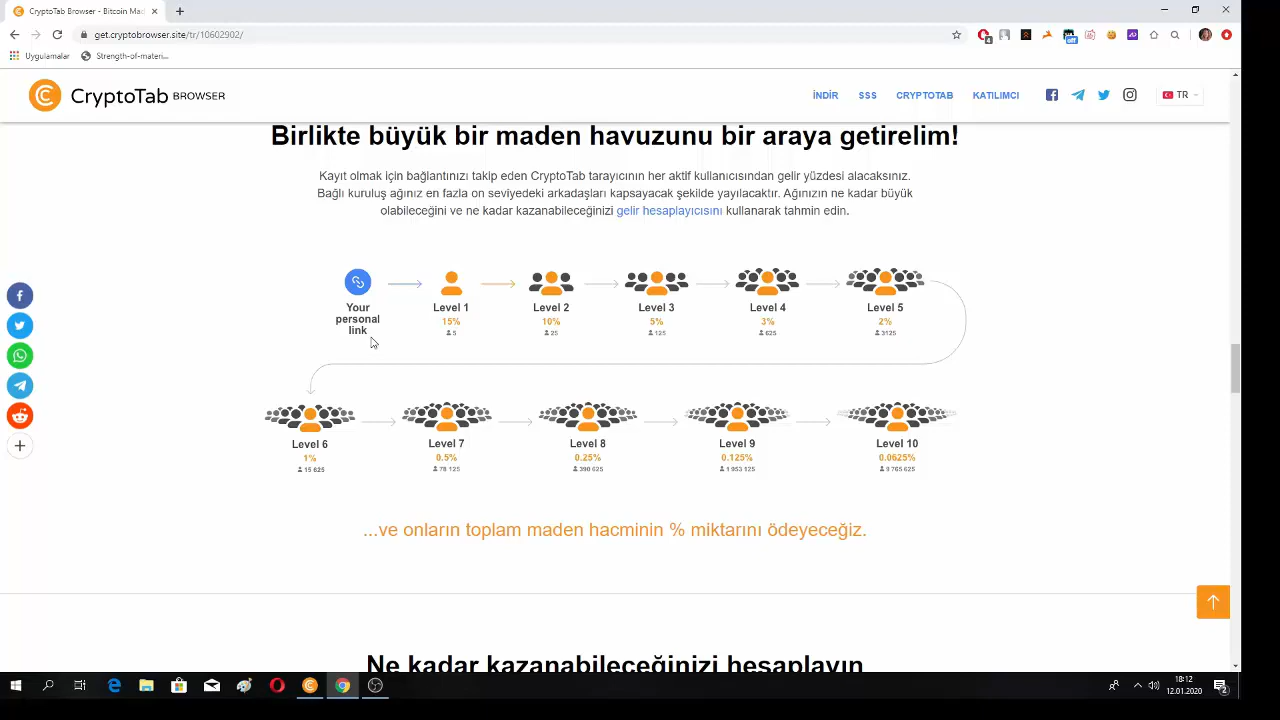 CryptoTab Browser - Bitcoin Mad
get.cryptobrowser.site/tr/10602902/
Uygulamalar
Strength-of-materi...
CryptoTab BROWSER
İNDİR
SSS
CRYPTOTAB
KATILIMCI
TR
Birlikte büyük bir maden havuzunu bir araya getirelim!
Kayıt olmak için bağlantınızı takip eden CryptoTab tarayıcının her aktif kullanıcısından gelir yüzdesi alacaksınız.
Bağlı kuruluş ağınız en fazla on seviyedeki arkadaşları kapsayacak şekilde yayılacaktır. Ağınızın ne kadar büyük
olabileceğini ve ne kadar kazanabileceğinizi gelir hesaplayıcısını kullanarak tahmin edin.
Your
personal
link
Level 1
15%
5
Level 2
10%
25
Level 3
5%
125
Level 4
3%
625
Level 5
2%
3125
Level 6
1%
15 625
Level 7
0.5%
78 125
Level 8
0.25%
390 625
Level 9
0.125%
1 953 125
Level 10
0.0625%
9 765 625
...ve onların toplam maden hacminin % miktarını ödeyeceğiz.
Ne kadar kazanabileceğinizi hesaplayın
18:12
12.01.2020
2